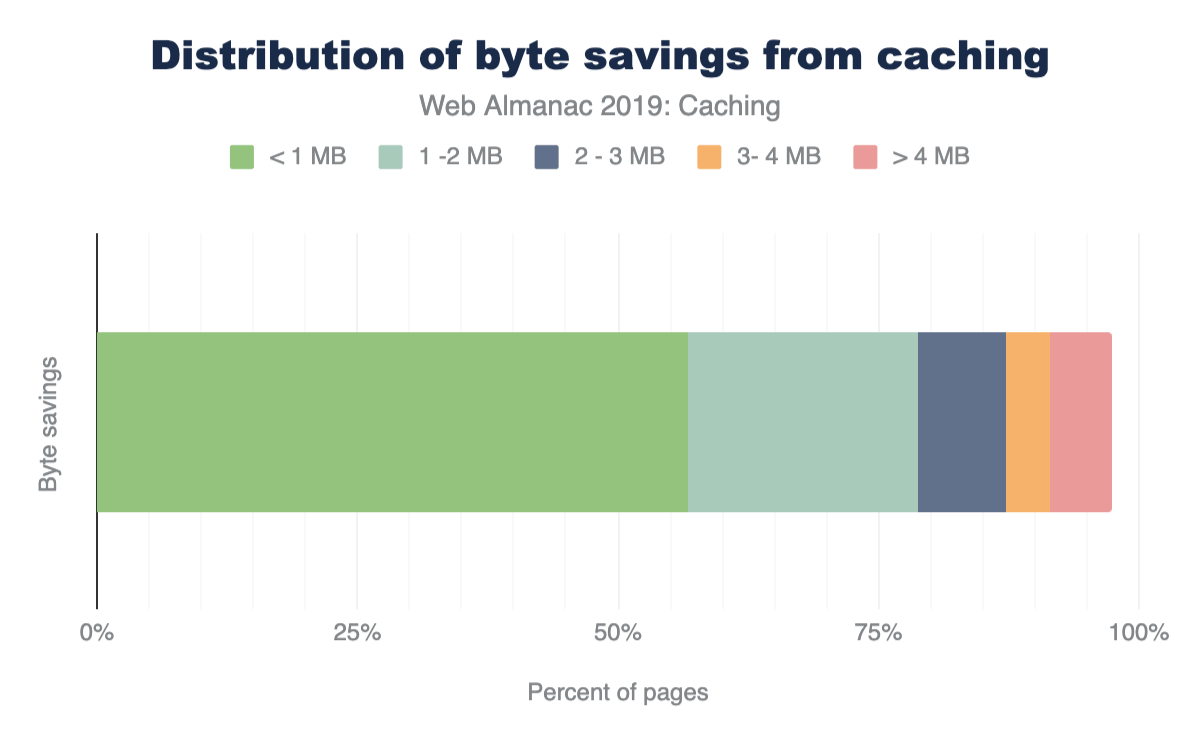 Distribution of byte savings from caching
Web Almanac 2019: Caching
< 1 MB 1 -2 MB 2 - 3 MB 3- 4 MB > 4 MB
Byte savings
0% 25% 50% 75% 100%
Percent of pages